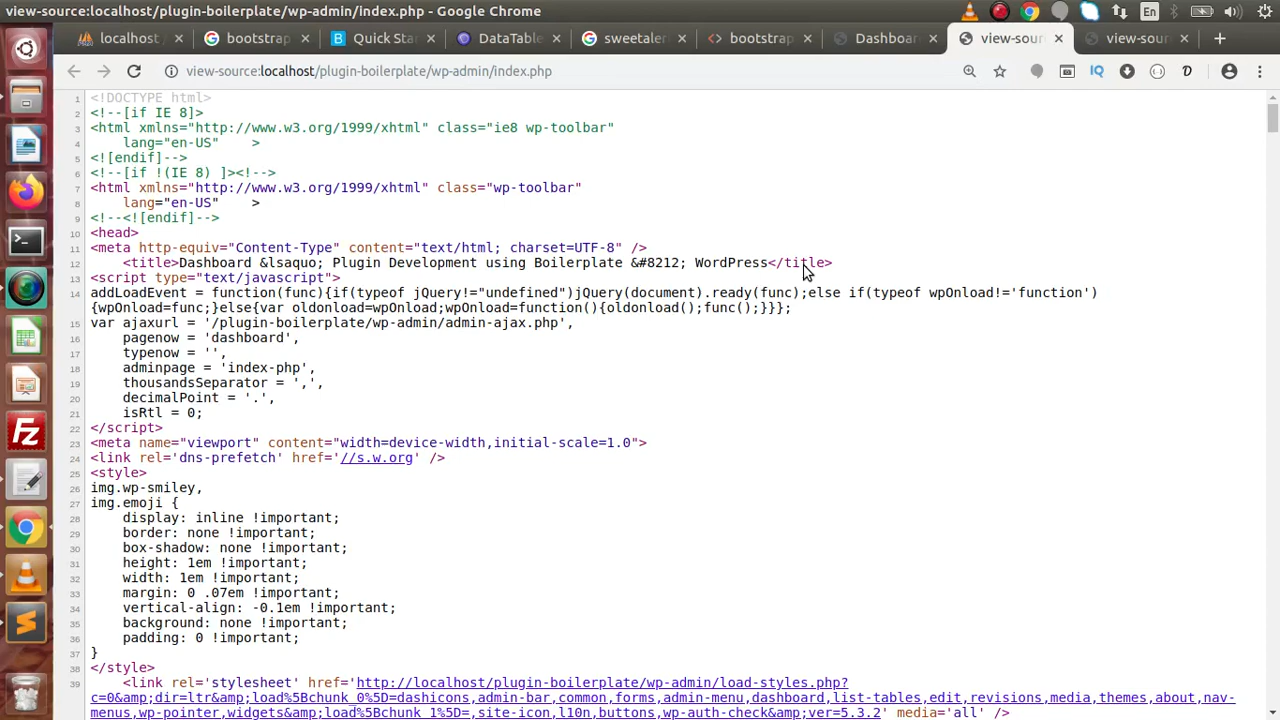 view-source:localhost/plugin-boilerplate/wp-admin/index.php - Google Chrome
En
localhost /
bootstrap
Quick Sta
DataTable
sweetaler
bootstrap
Dashboard
view-sour
view-sour
view-source:localhost/plugin-boilerplate/wp-admin/index.php
1 <!DOCTYPE html>
2 <!--[if IE 8]>
3 <html xmlns="http://www.w3.org/1999/xhtml" class="ie8 wp-toolbar"
4 lang="en-US" >
5 <![endif]-->
6 <!--[if !(IE 8) ]><!-->
7 <html xmlns="http://www.w3.org/1999/xhtml" class="wp-toolbar"
8 lang="en-US" >
9 <!--<![endif]-->
10 <head>
11 <meta http-equiv="Content-Type" content="text/html; charset=UTF-8" />
12 <title>Dashboard &lsaquo; Plugin Development using Boilerplate &#8212; WordPress</title>
13 <script type="text/javascript">
14 addLoadEvent = function(func){if(typeof jQuery!="undefined")jQuery(document).ready(func);else if(typeof wpOnload!='function')
{wpOnload=func;}else{var oldonload=wpOnload;wpOnload=function(){oldonload();func();}}};
15 var ajaxurl = '/plugin-boilerplate/wp-admin/admin-ajax.php',
16 pagenow = 'dashboard',
17 typenow = '',
18 adminpage = 'index-php',
19 thousandsSeparator = ',',
20 decimalPoint = '.',
21 isRtl = 0;
22 </script>
23 <meta name="viewport" content="width=device-width,initial-scale=1.0">
24 <link rel='dns-prefetch' href='//s.w.org' />
25 <style>
26 img.wp-smiley,
27 img.emoji {
28 display: inline !important;
29 border: none !important;
30 box-shadow: none !important;
31 height: 1em !important;
32 width: 1em !important;
33 margin: 0 .07em !important;
34 vertical-align: -0.1em !important;
35 background: none !important;
36 padding: 0 !important;
37 }
38 </style>
39 <link rel='stylesheet' href='http://localhost/plugin-boilerplate/wp-admin/load-styles.php?
c=0&amp;dir=ltr&amp;load%5Bchunk_0%5D=dashicons,admin-bar,common,forms,admin-menu,dashboard,list-tables,edit,revisions,media,themes,about,nav-
menus,wp-pointer,widgets&amp;load%5Bchunk_1%5D=,site-icon,l10n,buttons,wp-auth-check&amp;ver=5.3.2' media='all' />